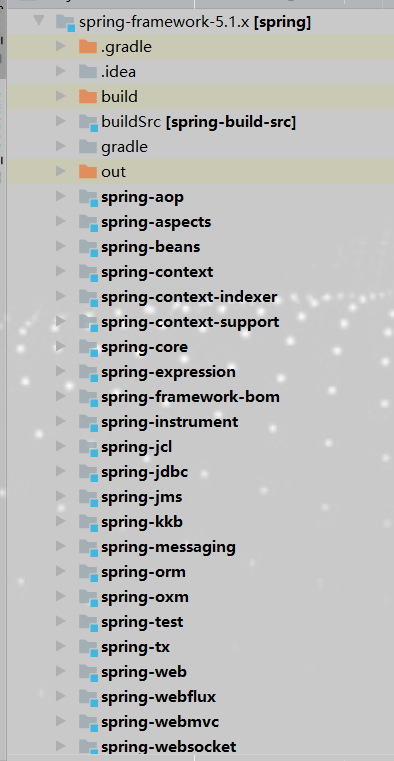 spring-framework-5.1.x [spring]
.gradle
.idea
build
buildSrc [spring-build-src]
gradle
out
spring-aop
spring-aspects
spring-beans
spring-context
spring-context-indexer
spring-context-support
spring-core
spring-expression
spring-framework-bom
spring-instrument
spring-jcl
spring-jdbc
spring-jms
spring-kkb
spring-messaging
spring-orm
spring-oxm
spring-test
spring-tx
spring-web
spring-webflux
spring-webmvc
spring-websocket